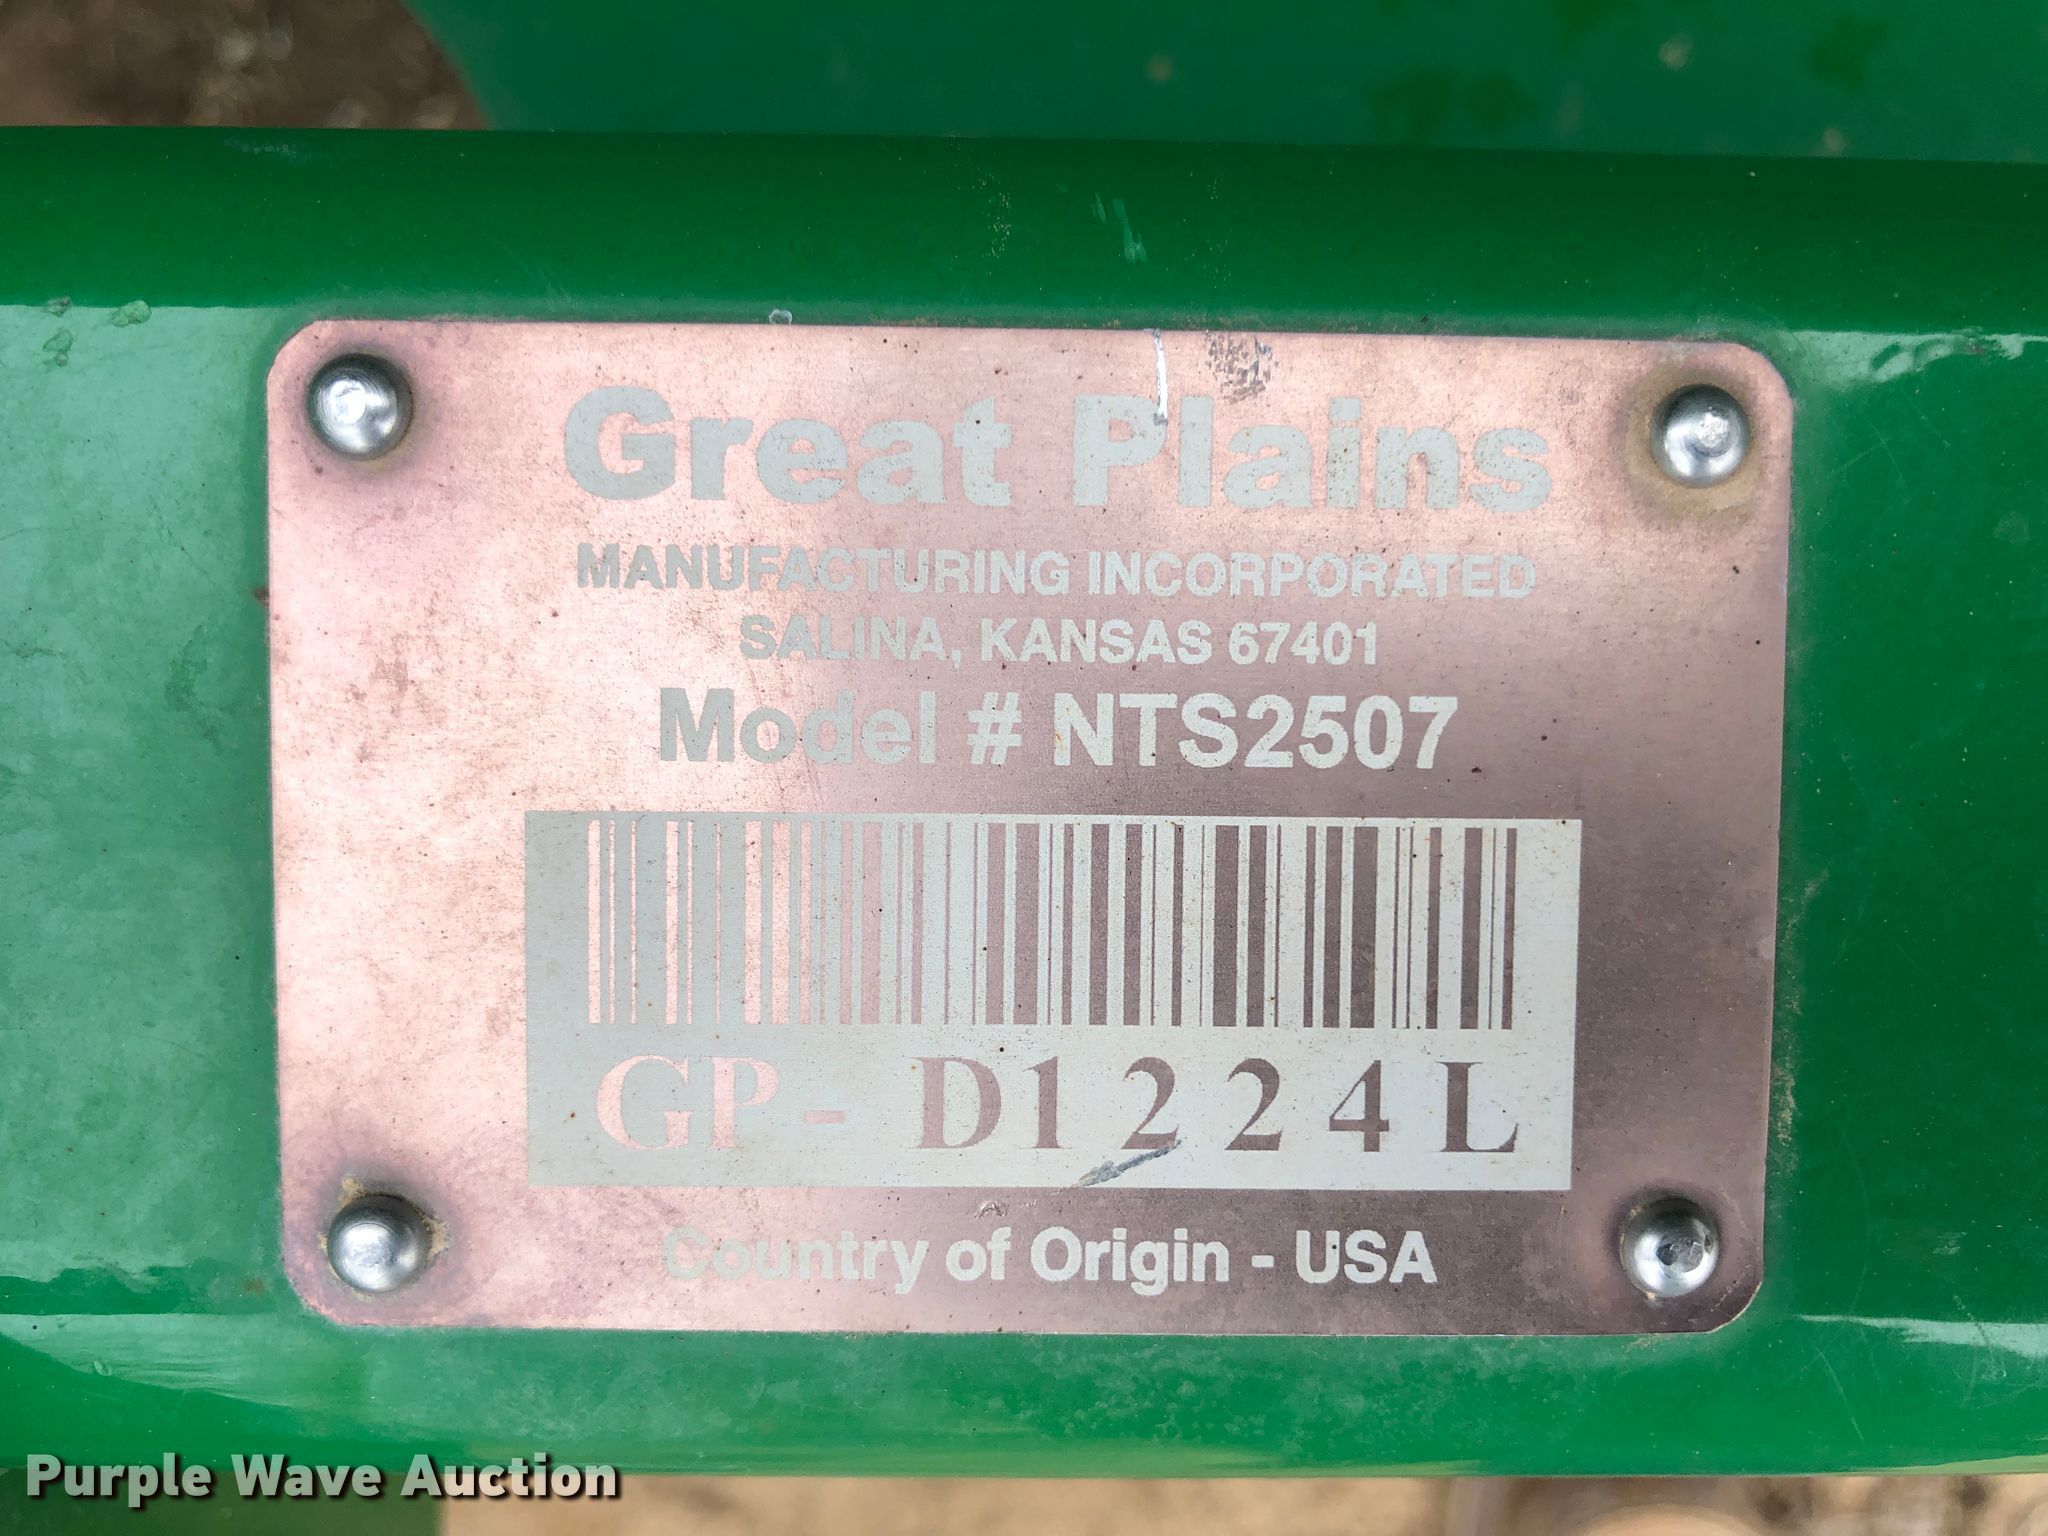 Great Plains
MANUFACTURING INCORPORATED
SALINA, KANSAS 67401
Model # NTS2507
GP- D1224L
Country of Origin - USA
Purple Wave Auction